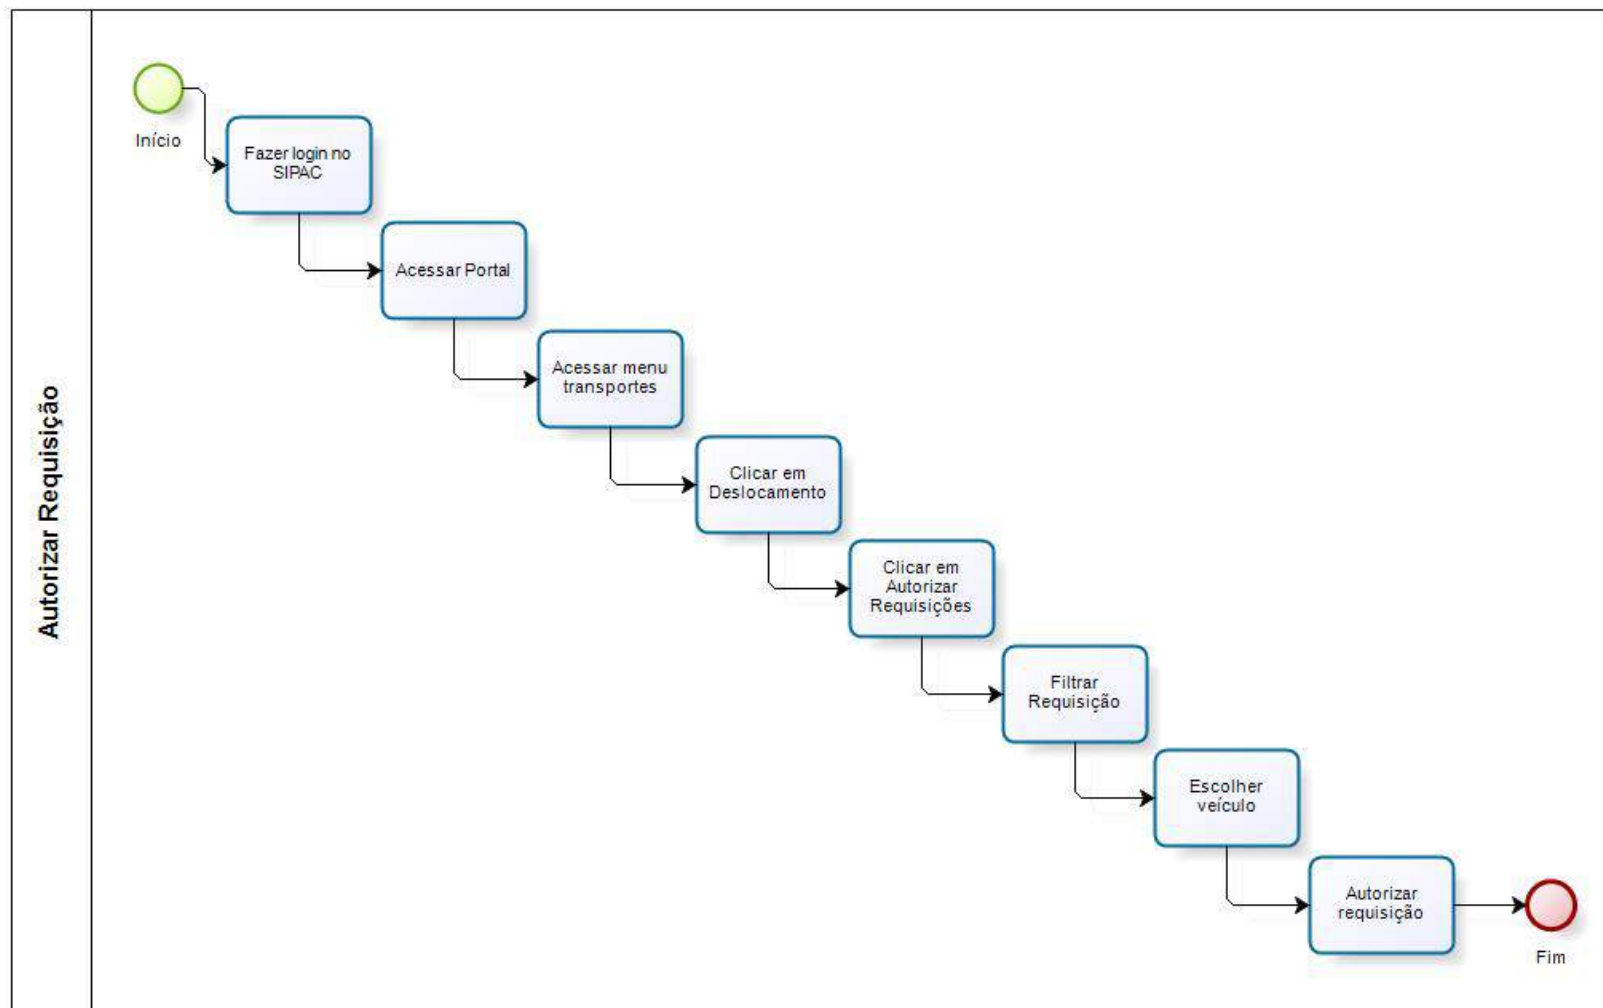 Autorizar Requisição
Início
Fazer login no
SIPAC
Acessar Portal
Acessar menu
transportes
Clicar em
Deslocamento
Clicar em
Autorizar
Requisições
Filtrar
Requisição
Escolher
veículo
Autorizar
requisição
Fim